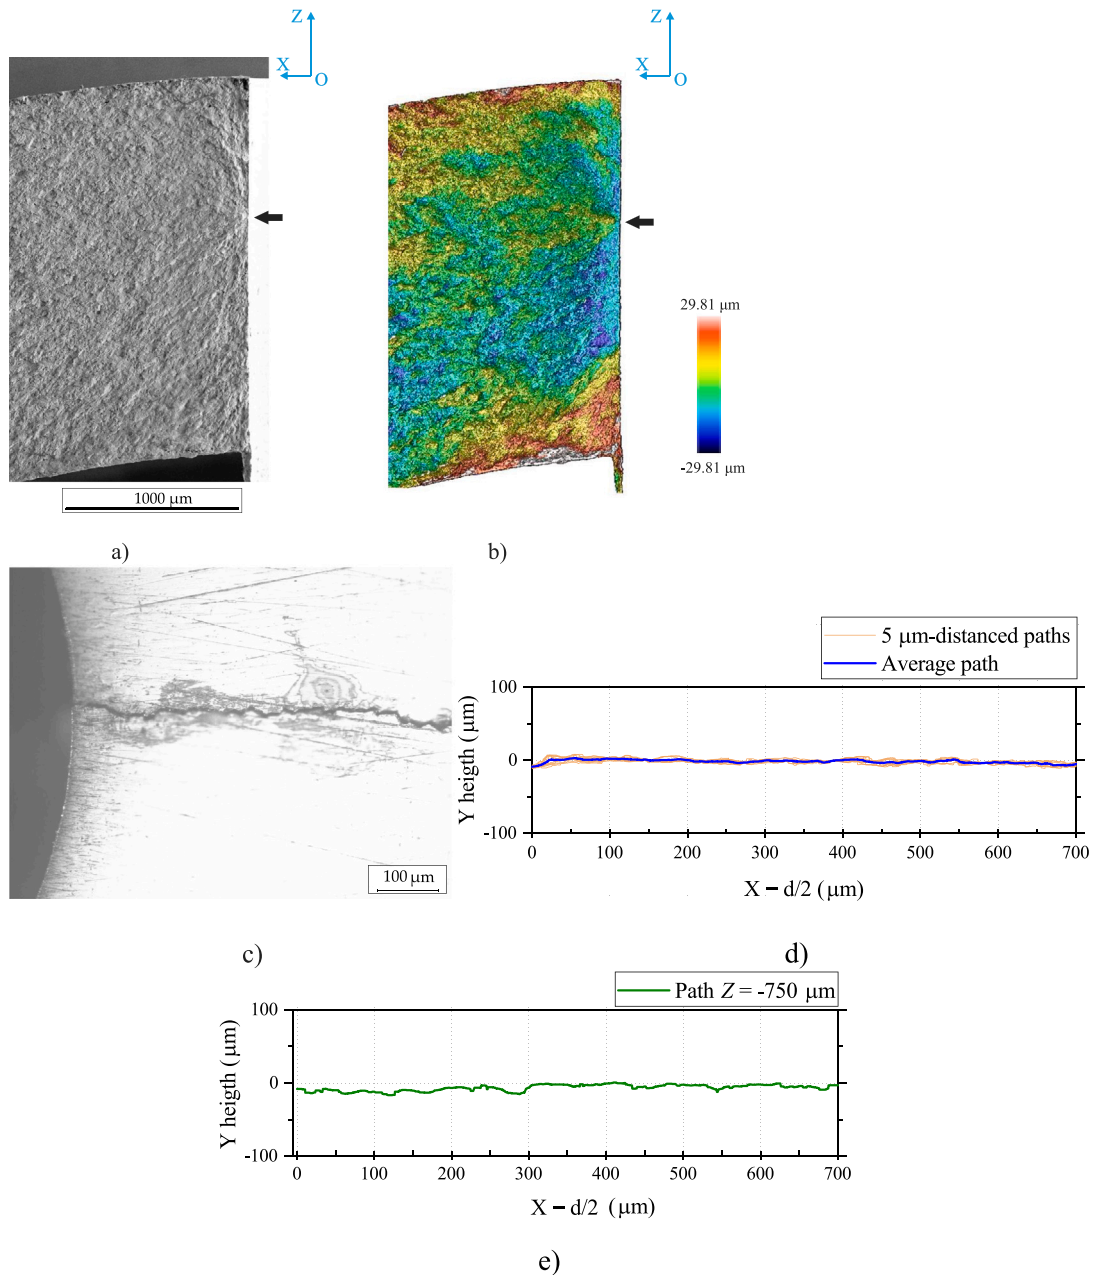 Z
X
O
Z
X
O
1000 μm
29.81 μm
-29.81 μm
a)
b)
100 μm
5 μm-distanced paths
Average path
100
0
-100
Y heigth (μm)
0 100 200 300 400 500 600 700
X − d/2 (μm)
c)
d)
Path Z = -750 μm
100
0
-100
Y heigth (μm)
0 100 200 300 400 500 600 700
X − d/2 (μm)
e)